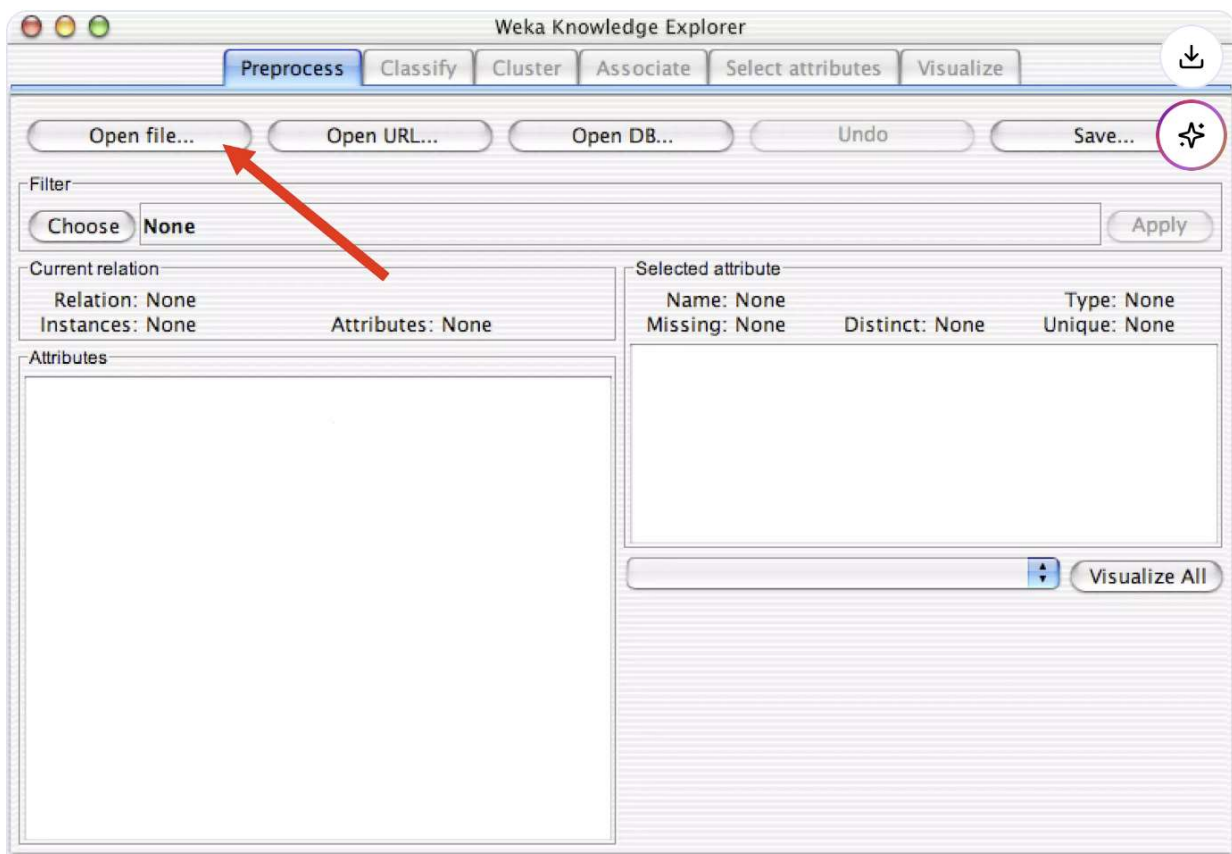 Weka Knowledge Explorer
Preprocess Classify Cluster Associate Select attributes Visualize
Open file... Open URL... Open DB... Undo Save...
Filter
Choose None Apply
Current relation
Relation: None
Instances: None Attributes: None
Attributes
Selected attribute
Name: None Type: None
Missing: None Distinct: None Unique: None
Visualize All